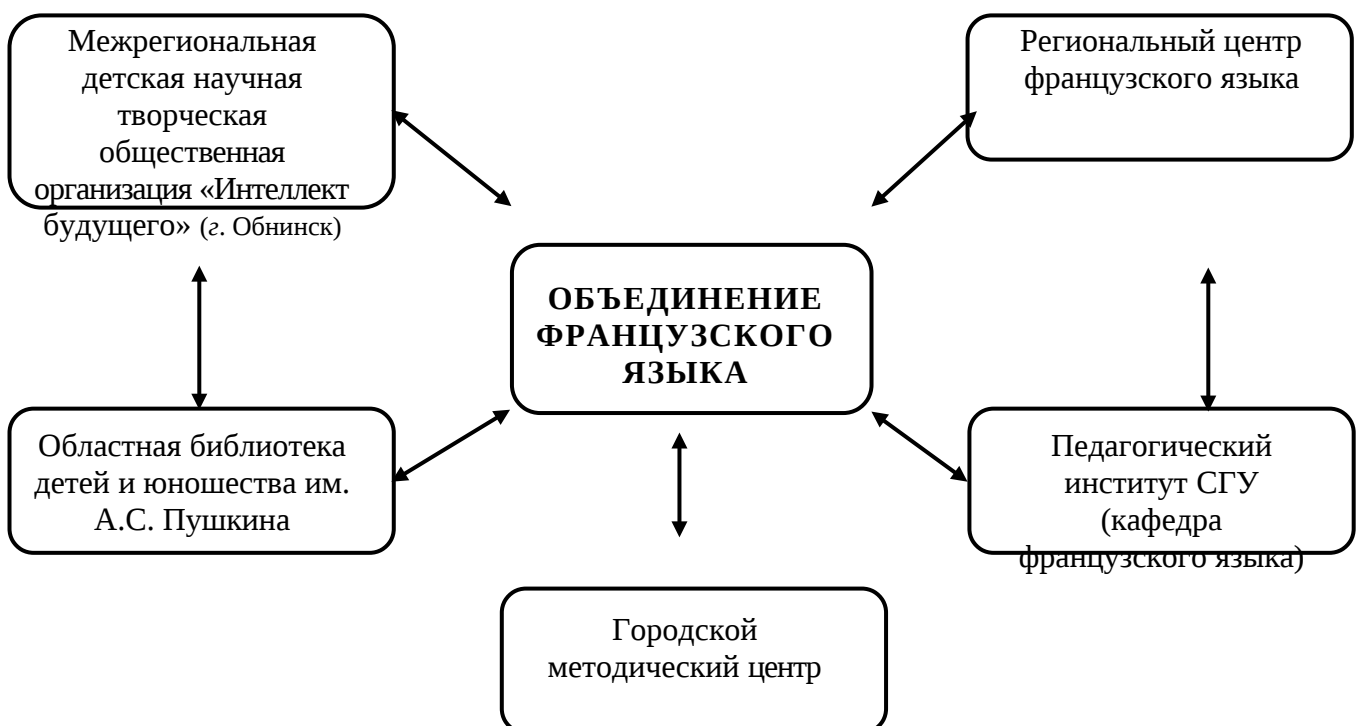 Межрегиональная
детская научная
творческая
общественная
организация «Интеллект
будущего» (г. Обнинск)
Региональный центр
французского языка
ОБЪЕДИНЕНИЕ
ФРАНЦУЗСКОГО
ЯЗЫКА
Областная библиотека
детей и юношества им.
А.С. Пушкина
Педагогический
институт СГУ
(кафедра
французского языка)
Городской
методический центр